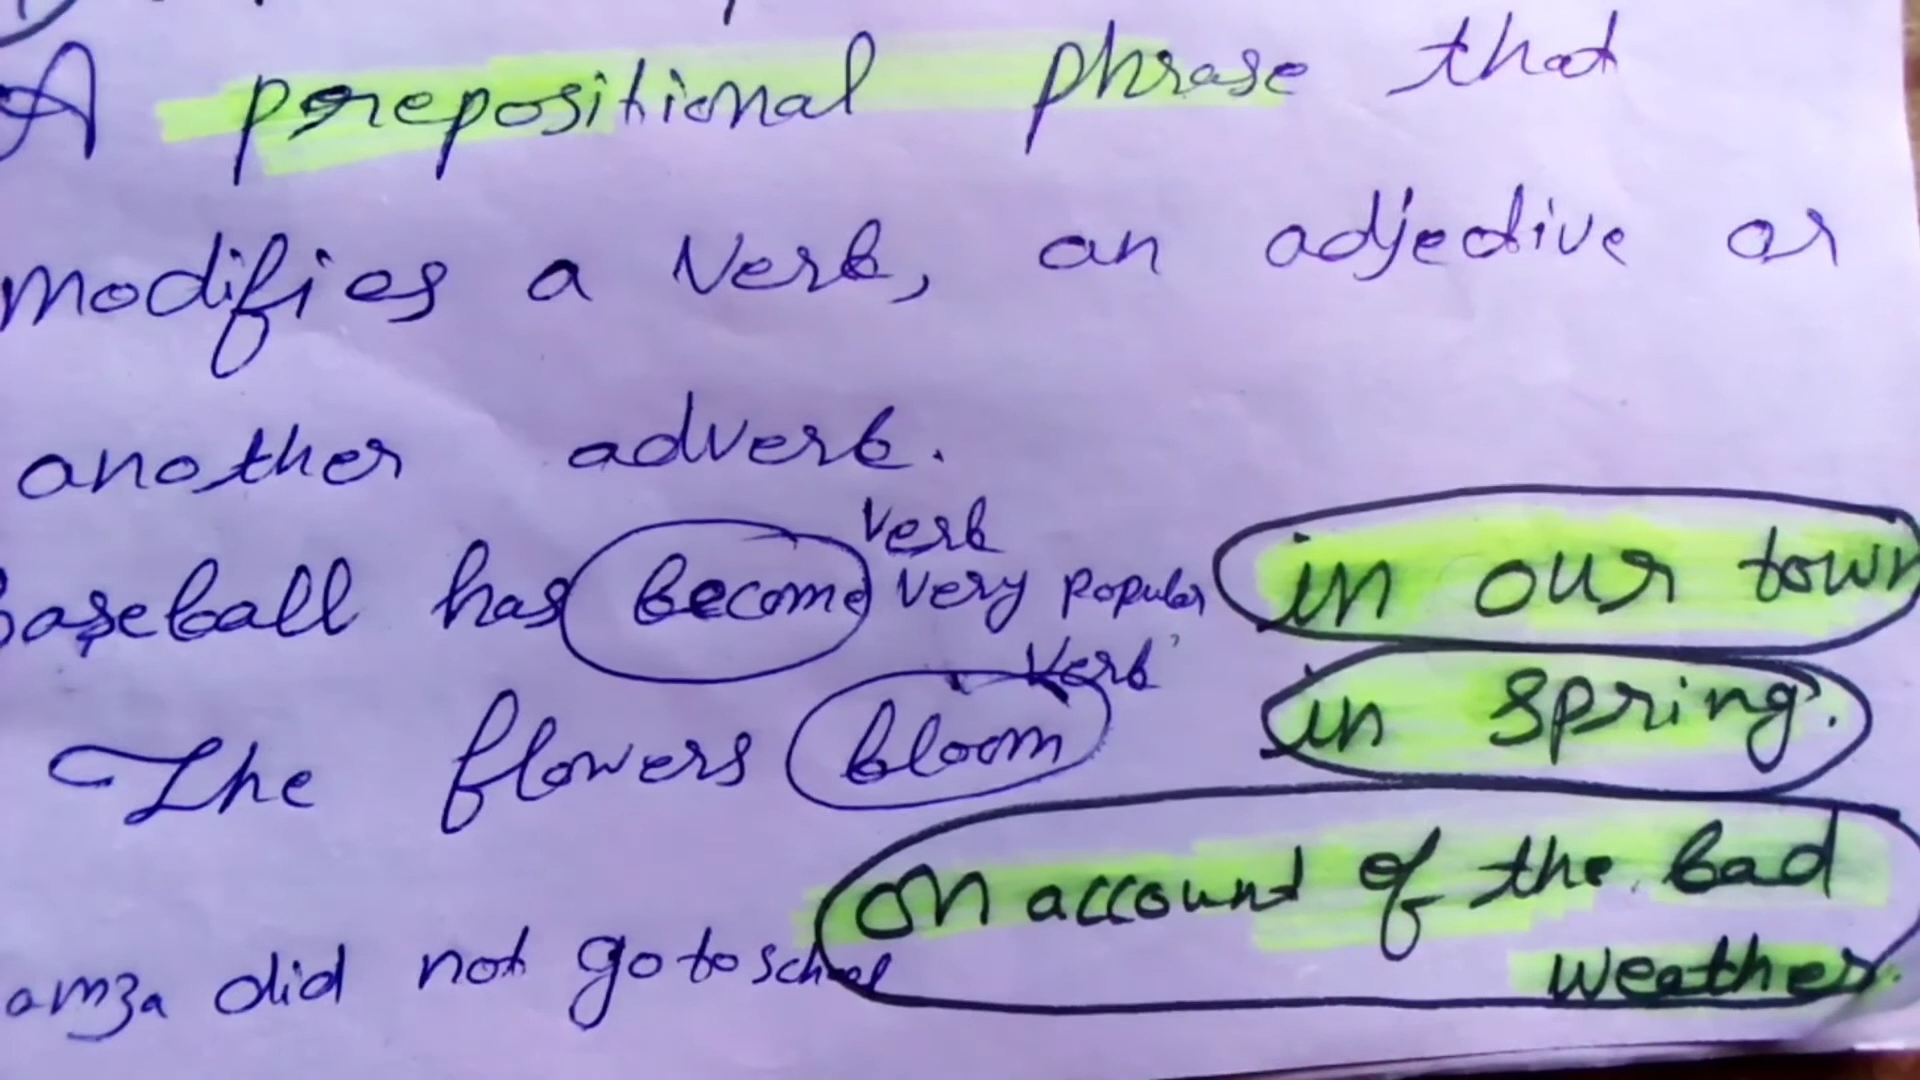 A prepositional phrase that
modifies a verb, an adjective or
another adverb.
verb
baseball has become very popular in our town
verb
The flowers bloom in spring.
on account of the bad
amza did not go to school weather.